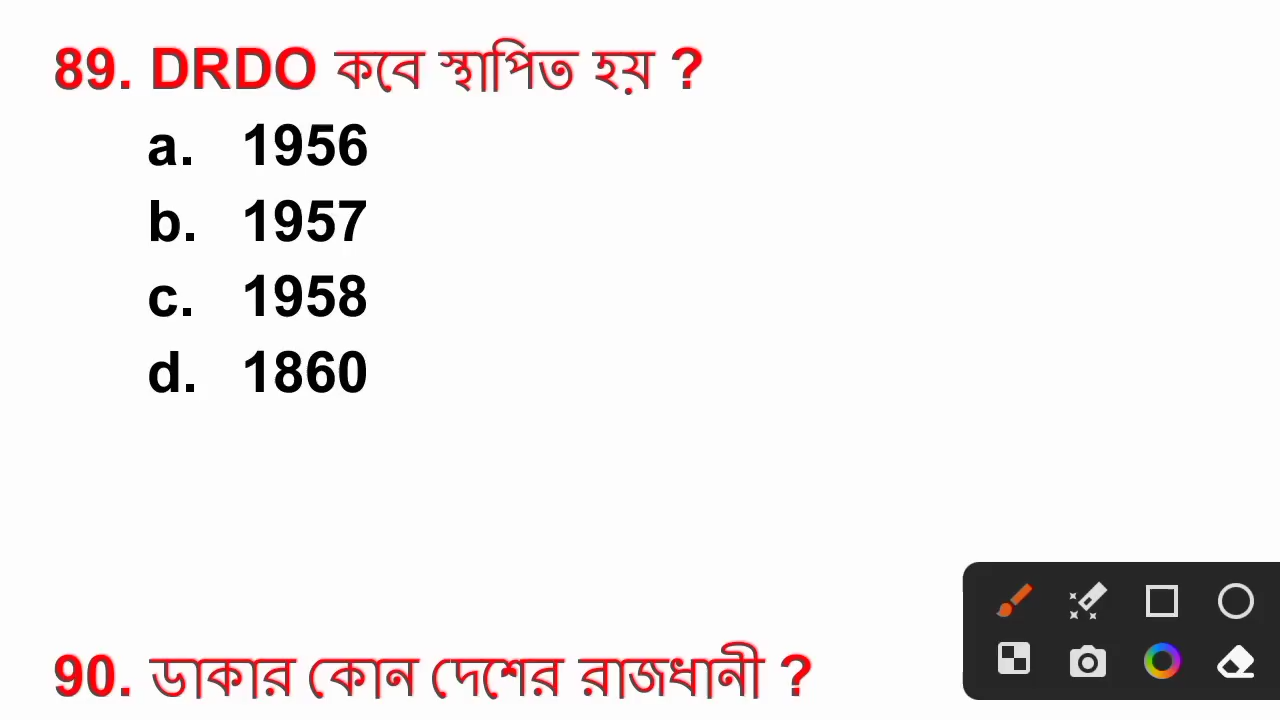 89. DRDO কবে স্থাপিত হয় ?
a. 1956
b. 1957
c. 1958
d. 1860
90. ডাকার কোন দেশের রাজধানী ?